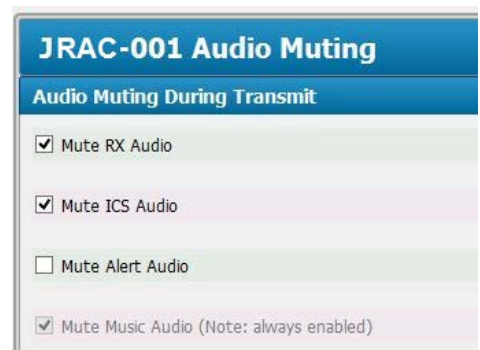 JRAC-001 Audio Muting
Audio Muting During Transmit
Mute RX Audio
Mute ICS Audio
Mute Alert Audio
Mute Music Audio (Note: always enabled)